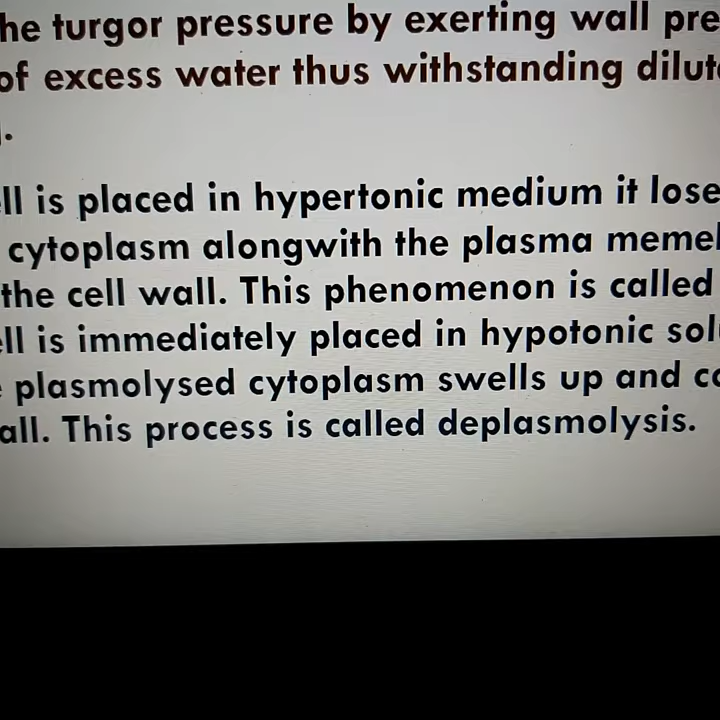 he turgor pressure by exerting wall pre
of excess water thus withstanding dilut
.
ll is placed in hypertonic medium it lose
cytoplasm alongwith the plasma meme
the cell wall. This phenomenon is called
ll is immediately placed in hypotonic sol
plasmolysed cytoplasm swells up and co
all. This process is called deplasmolysis.